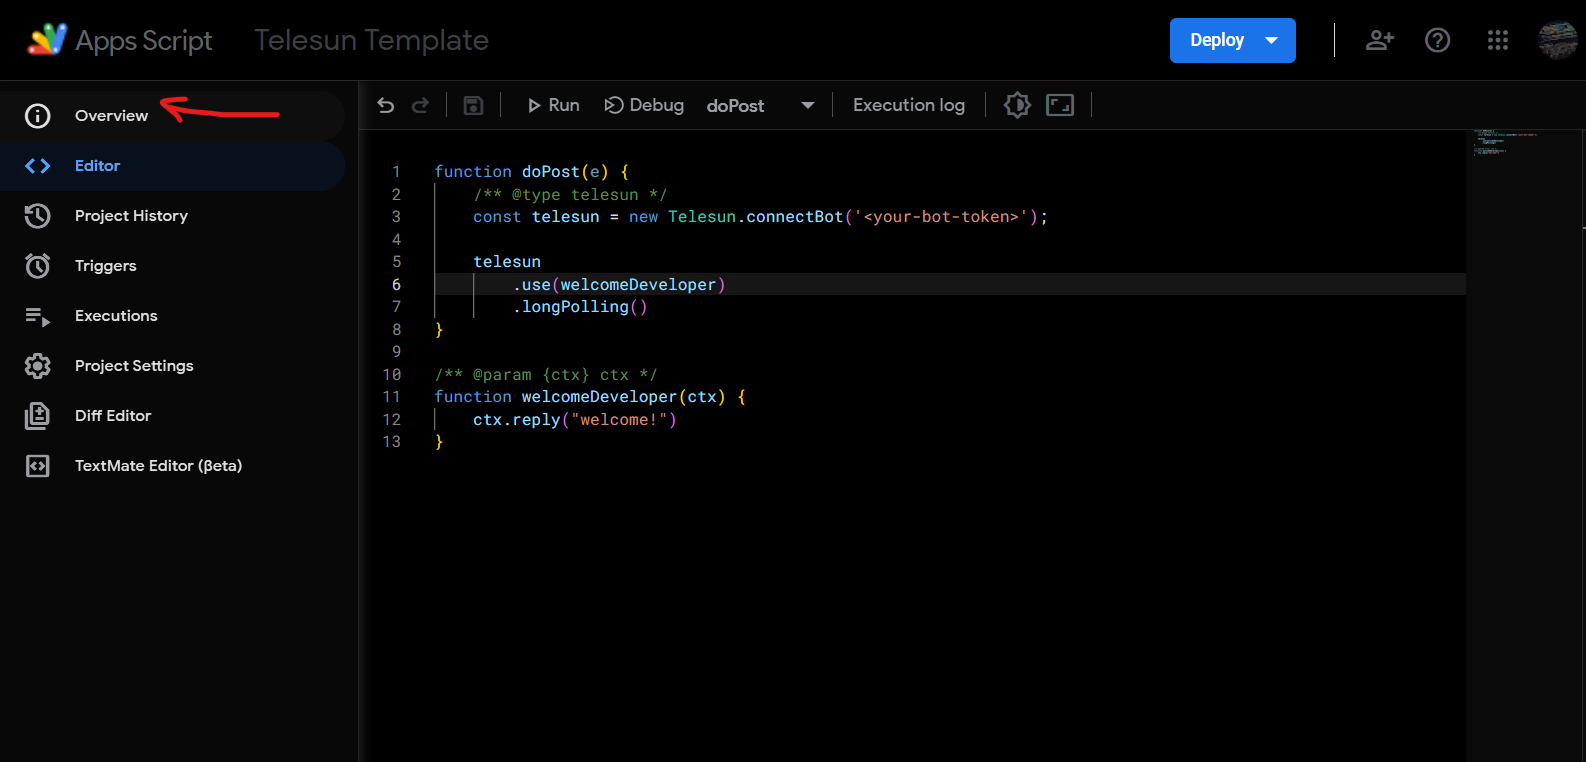 Apps Script Telesun Template Deploy
Overview
Editor
Project History
Triggers
Executions
Project Settings
Diff Editor
TextMate Editor (βeta)
Run Debug doPost Execution log
1 function doPost(e) {
2 /** @type telesun */
3 const telesun = new Telesun.connectBot('<your-bot-token>');
4
5 telesun
6 .use(welcomeDeveloper)
7 .longPolling()
8 }
9
10 /** @param {ctx} ctx */
11 function welcomeDeveloper(ctx) {
12 ctx.reply("welcome!")
13 }